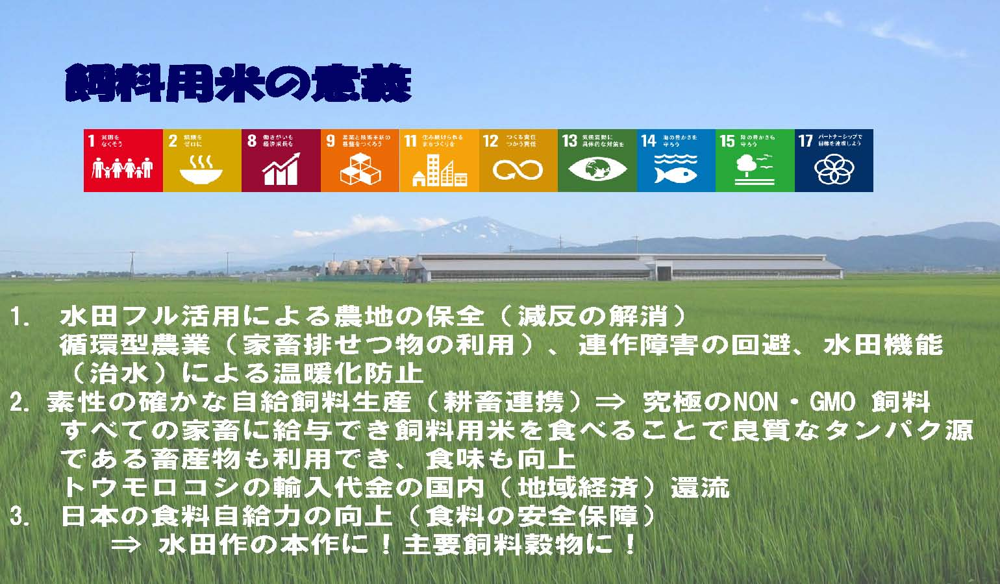 飼料用米の意義
1 貧困をなくそう
2 飢餓をゼロに
8 働きがいも経済成長も
9 産業と技術革新の基盤をつくろう
11 住み続けられるまちづくりを
12 つくる責任つかう責任
13 気候変動に具体的な対策を
14 海の豊かさを守ろう
15 陸の豊かさも守ろう
17 パートナーシップで目標を達成しよう
1. 水田フル活用による農地の保全（減反の解消）
循環型農業（家畜排せつ物の利用）、連作障害の回避、水田機能
（治水）による温暖化防止
2. 素性の確かな自給飼料生産（耕畜連携）⇒ 究極のNON・GMO 飼料
すべての家畜に給与でき飼料用米を食べることで良質なタンパク源
である畜産物も利用でき、食味も向上
トウモロコシの輸入代金の国内（地域経済）還流
3. 日本の食料自給力の向上（食料の安全保障）
⇒ 水田作の本作に！主要飼料穀物に！